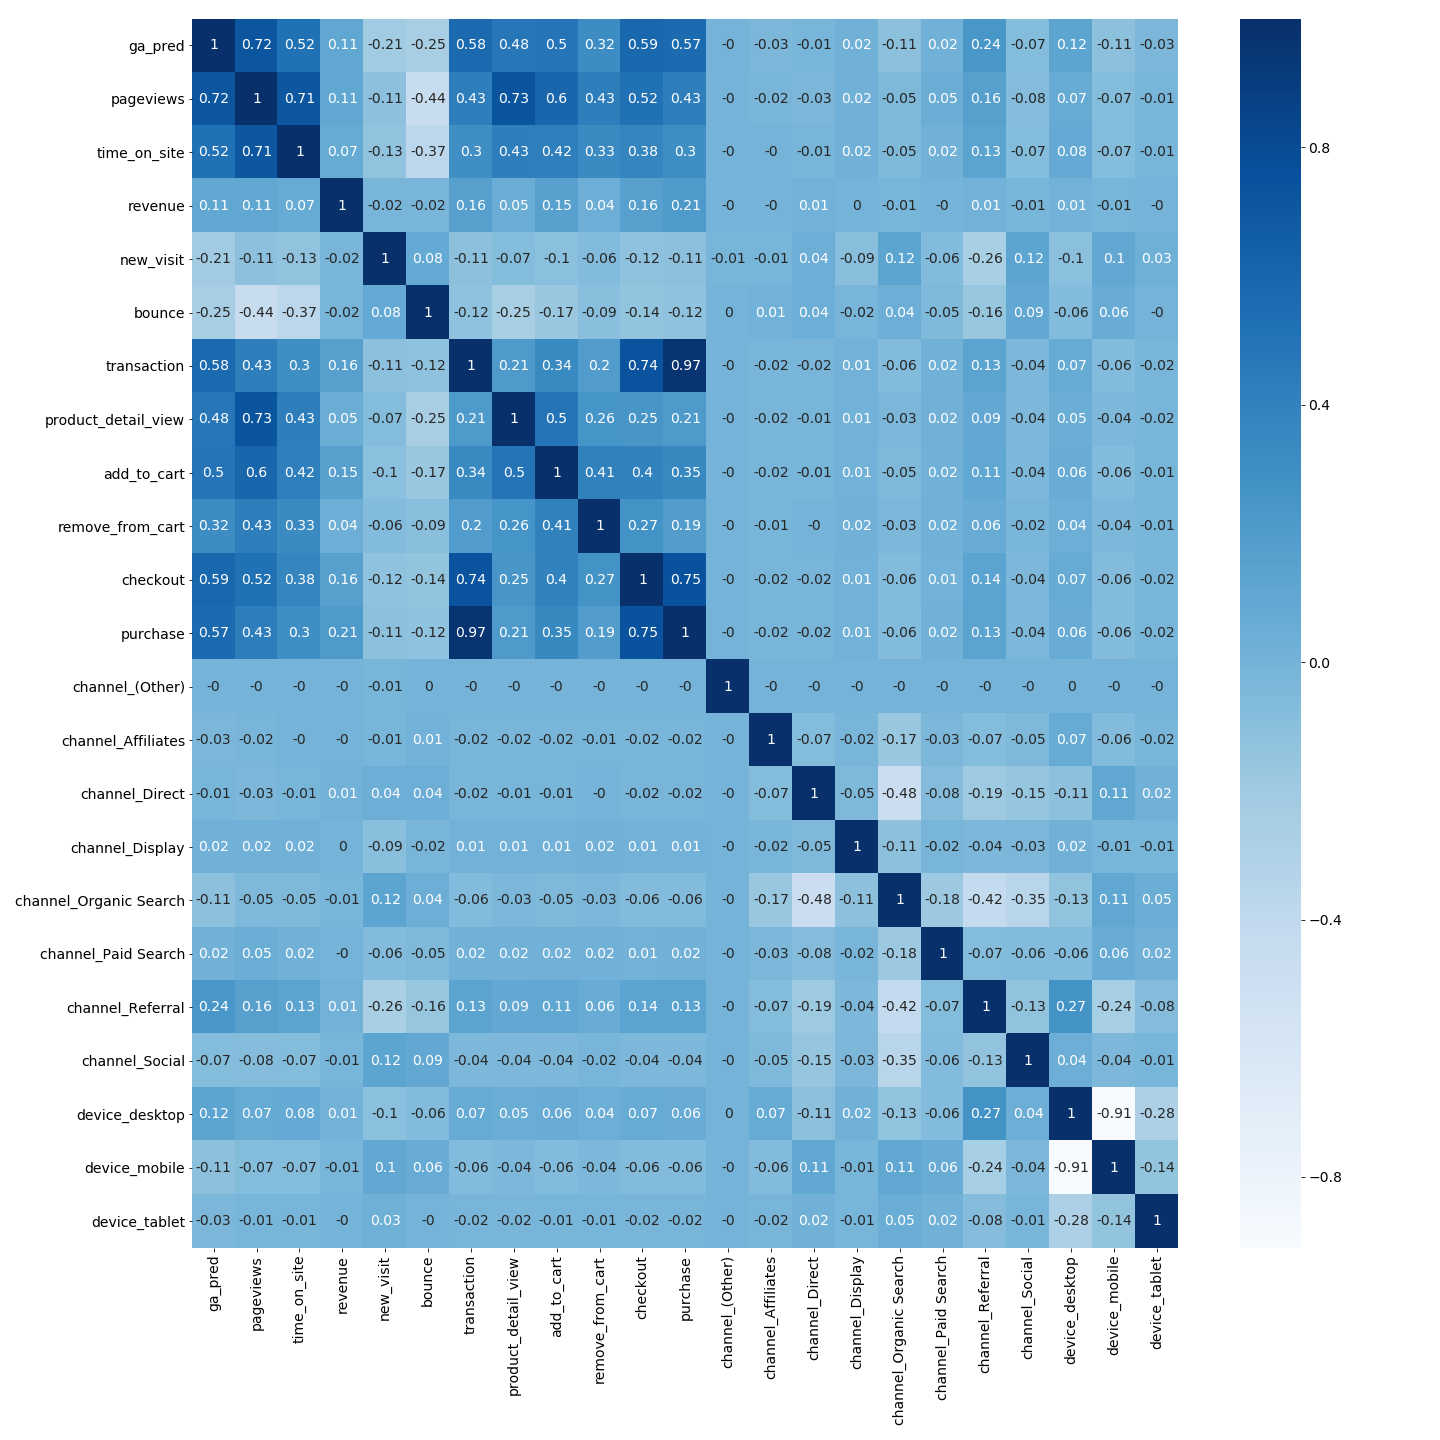 ga_pred 1 0.72 0.52 0.11 -0.21 -0.25 0.58 0.48 0.5 0.32 0.59 0.57 -0 -0.03 -0.01 0.02 -0.11 0.02 0.24 -0.07 0.12 -0.11 -0.03
pageviews 0.72 1 0.71 0.11 -0.11 -0.44 0.43 0.73 0.6 0.43 0.52 0.43 -0 -0.02 -0.03 0.02 -0.05 0.05 0.16 -0.08 0.07 -0.07 -0.01
time_on_site 0.52 0.71 1 0.07 -0.13 -0.37 0.3 0.43 0.42 0.33 0.38 0.3 -0 -0 -0.01 0.02 -0.05 0.02 0.13 -0.07 0.08 -0.07 -0.01
0.8
revenue 0.11 0.11 0.07 1 -0.02 -0.02 0.16 0.05 0.15 0.04 0.16 0.21 -0 -0 0.01 0 -0.01 -0 0.01 -0.01 0.01 -0.01 -0
new_visit -0.21 -0.11 -0.13 -0.02 1 0.08 -0.11 -0.07 -0.1 -0.06 -0.12 -0.11 -0.01 -0.01 0.04 -0.09 0.12 -0.06 -0.26 0.12 -0.1 0.1 0.03
bounce -0.25 -0.44 -0.37 -0.02 0.08 1 -0.12 -0.25 -0.17 -0.09 -0.14 -0.12 0 0.01 0.04 -0.02 0.04 -0.05 -0.16 0.09 -0.06 0.06 -0
transaction 0.58 0.43 0.3 0.16 -0.11 -0.12 1 0.21 0.34 0.2 0.74 0.97 -0 -0.02 -0.02 0.01 -0.06 0.02 0.13 -0.04 0.07 -0.06 -0.02
0.4
product_detail_view 0.48 0.73 0.43 0.05 -0.07 -0.25 0.21 1 0.5 0.26 0.25 0.21 -0 -0.02 -0.01 0.01 -0.03 0.02 0.09 -0.04 0.05 -0.04 -0.02
add_to_cart 0.5 0.6 0.42 0.15 -0.1 -0.17 0.34 0.5 1 0.41 0.4 0.35 -0 -0.02 -0.01 0.01 -0.05 0.02 0.11 -0.04 0.06 -0.06 -0.01
remove_from_cart 0.32 0.43 0.33 0.04 -0.06 -0.09 0.2 0.26 0.41 1 0.27 0.19 -0 -0.01 -0 0.02 -0.03 0.02 0.06 -0.02 0.04 -0.04 -0.01
checkout 0.59 0.52 0.38 0.16 -0.12 -0.14 0.74 0.25 0.4 0.27 1 0.75 -0 -0.02 -0.02 0.01 -0.06 0.01 0.14 -0.04 0.07 -0.06 -0.02
purchase 0.57 0.43 0.3 0.21 -0.11 -0.12 0.97 0.21 0.35 0.19 0.75 1 -0 -0.02 -0.02 0.01 -0.06 0.02 0.13 -0.04 0.06 -0.06 -0.02
0.0
channel_(Other) -0 -0 -0 -0 -0.01 0 -0 -0 -0 -0 -0 -0 1 -0 -0 -0 -0 -0 -0 -0 0 -0 -0
channel_Affiliates -0.03 -0.02 -0 -0 -0.01 0.01 -0.02 -0.02 -0.02 -0.01 -0.02 -0.02 -0 1 -0.07 -0.02 -0.17 -0.03 -0.07 -0.05 0.07 -0.06 -0.02
channel_Direct -0.01 -0.03 -0.01 0.01 0.04 0.04 -0.02 -0.01 -0.01 -0 -0.02 -0.02 -0 -0.07 1 -0.05 -0.48 -0.08 -0.19 -0.15 -0.11 0.11 0.02
channel_Display 0.02 0.02 0.02 0 -0.09 -0.02 0.01 0.01 0.01 0.02 0.01 0.01 -0 -0.02 -0.05 1 -0.11 -0.02 -0.04 -0.03 0.02 -0.01 -0.01
channel_Organic Search -0.11 -0.05 -0.05 -0.01 0.12 0.04 -0.06 -0.03 -0.05 -0.03 -0.06 -0.06 -0 -0.17 -0.48 -0.11 1 -0.18 -0.42 -0.35 -0.13 0.11 0.05
−0.4
channel_Paid Search 0.02 0.05 0.02 -0 -0.06 -0.05 0.02 0.02 0.02 0.02 0.01 0.02 -0 -0.03 -0.08 -0.02 -0.18 1 -0.07 -0.06 -0.06 0.06 0.02
channel_Referral 0.24 0.16 0.13 0.01 -0.26 -0.16 0.13 0.09 0.11 0.06 0.14 0.13 -0 -0.07 -0.19 -0.04 -0.42 -0.07 1 -0.13 0.27 -0.24 -0.08
channel_Social -0.07 -0.08 -0.07 -0.01 0.12 0.09 -0.04 -0.04 -0.04 -0.02 -0.04 -0.04 -0 -0.05 -0.15 -0.03 -0.35 -0.06 -0.13 1 0.04 -0.04 -0.01
device_desktop 0.12 0.07 0.08 0.01 -0.1 -0.06 0.07 0.05 0.06 0.04 0.07 0.06 0 0.07 -0.11 0.02 -0.13 -0.06 0.27 0.04 1 -0.91 -0.28
device_mobile -0.11 -0.07 -0.07 -0.01 0.1 0.06 -0.06 -0.04 -0.06 -0.04 -0.06 -0.06 -0 -0.06 0.11 -0.01 0.11 0.06 -0.24 -0.04 -0.91 1 -0.14
−0.8
device_tablet -0.03 -0.01 -0.01 -0 0.03 -0 -0.02 -0.02 -0.01 -0.01 -0.02 -0.02 -0 -0.02 0.02 -0.01 0.05 0.02 -0.08 -0.01 -0.28 -0.14 1
ga_pred
pageviews
time_on_site
revenue
new_visit
bounce
transaction
product_detail_view
add_to_cart
remove_from_cart
checkout
purchase
channel_(Other)
channel_Affiliates
channel_Direct
channel_Display
channel_Organic Search
channel_Paid Search
channel_Referral
channel_Social
device_desktop
device_mobile
device_tablet